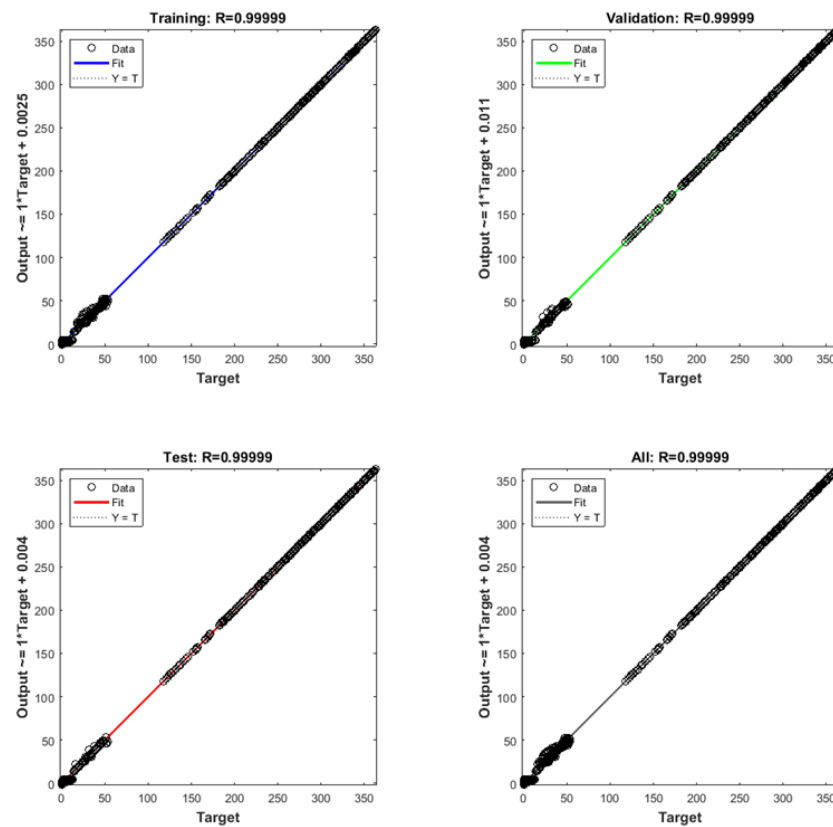 Training: R=0.99999
Data
Fit
Y = T
Output ~= 1*Target + 0.0025
350
300
250
200
150
100
50
0
0 50 100 150 200 250 300 350
Target
Validation: R=0.99999
Data
Fit
Y = T
Output ~= 1*Target + 0.011
350
300
250
200
150
100
50
0
0 50 100 150 200 250 300 350
Target
Test: R=0.99999
Data
Fit
Y = T
Output ~= 1*Target + 0.004
350
300
250
200
150
100
50
0
0 50 100 150 200 250 300 350
Target
All: R=0.99999
Data
Fit
Y = T
Output ~= 1*Target + 0.004
350
300
250
200
150
100
50
0
0 50 100 150 200 250 300 350
Target